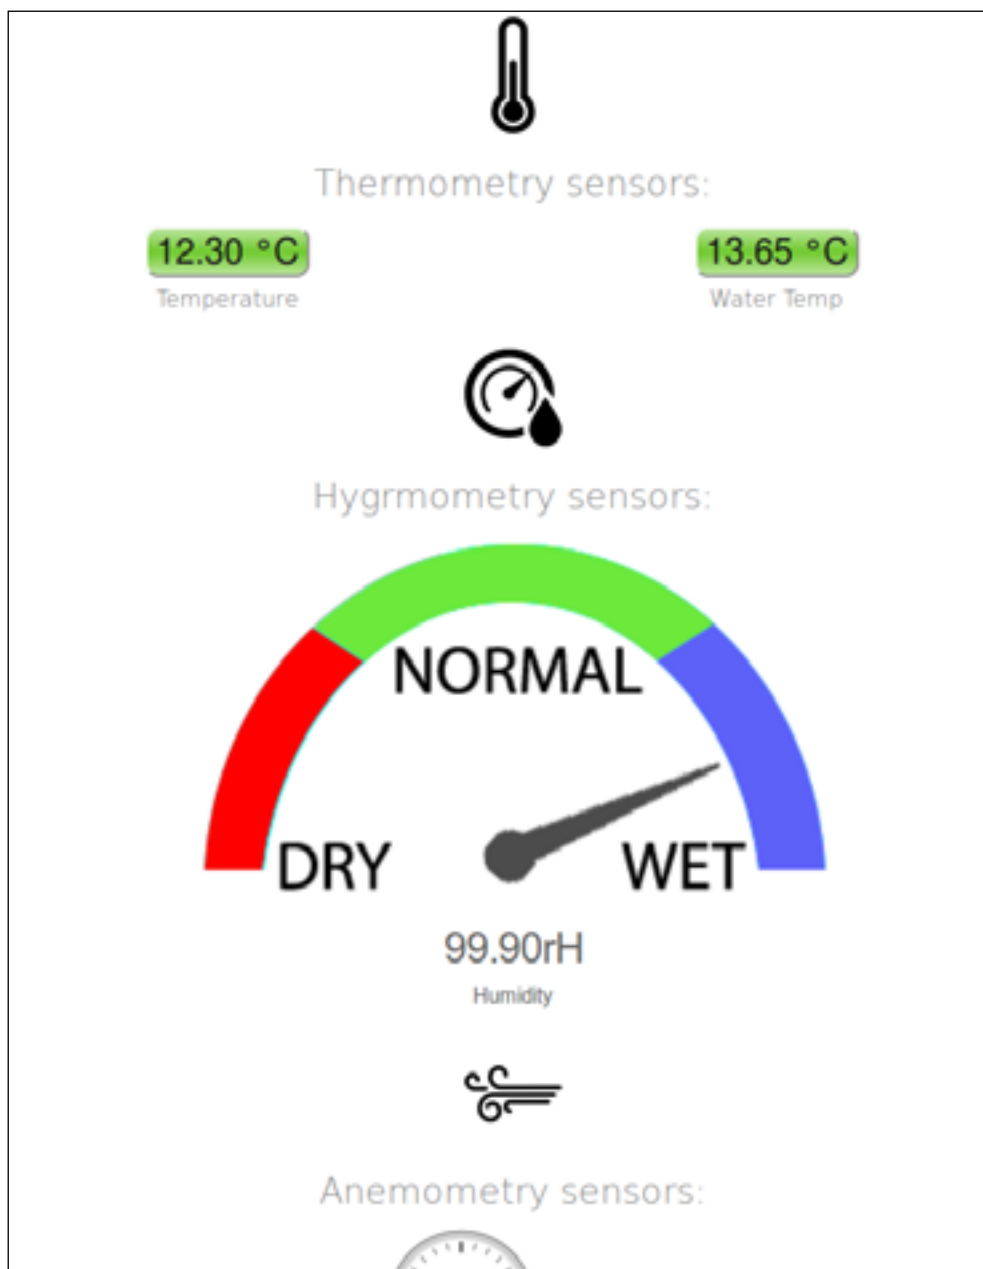 Thermometry sensors:
12.30 °C
13.65 °C
Temperature
Water Temp
Hygrmometry sensors:
NORMAL
DRY
WET
99.90rH
Humidity
Anemometry sensors: